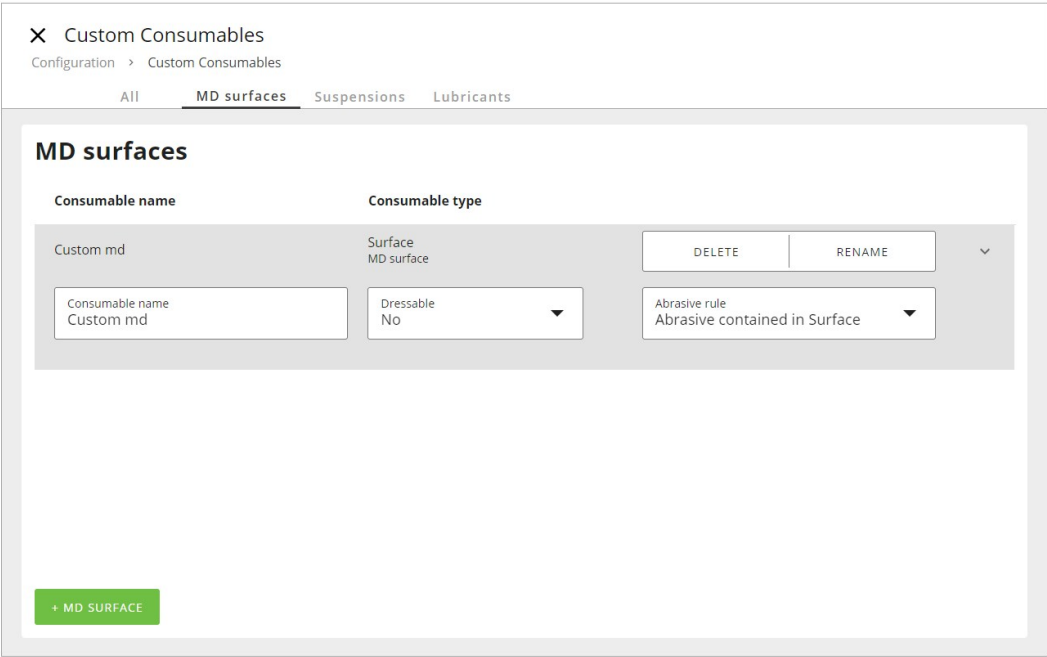 Custom Consumables
Configuration > Custom Consumables
All MD surfaces Suspensions Lubricants
MD surfaces
Consumable name Consumable type
Custom md Surface DELETE RENAME
MD surface
Consumable name Dressable Abrasive rule
Custom md No Abrasive contained in Surface
+ MD SURFACE